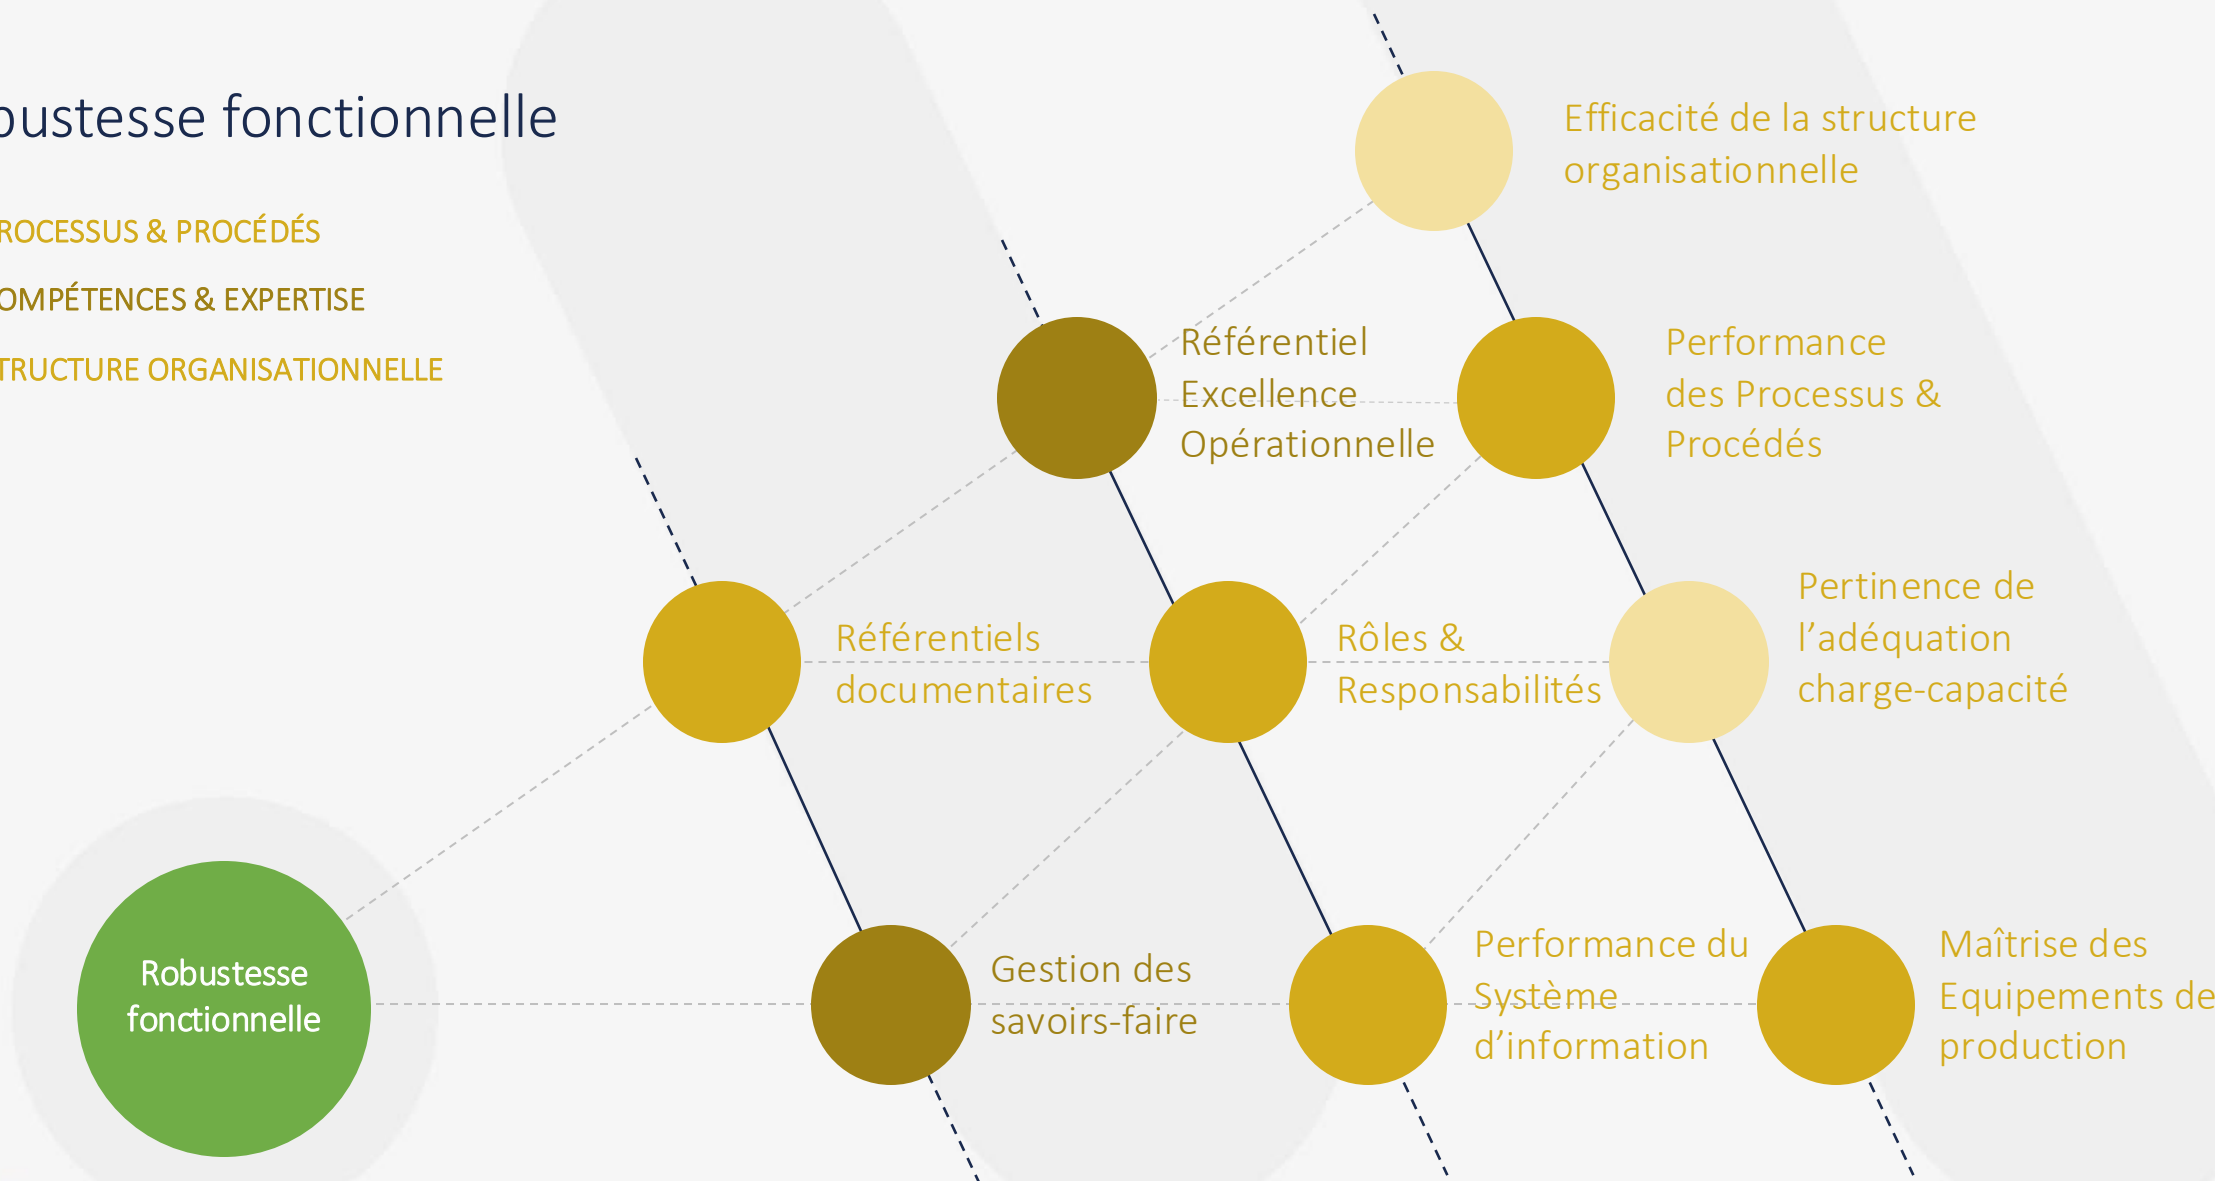 bustesse fonctionnelle
ROCESSUS & PROCÉDÉS
OMPÉTENCES & EXPERTISE
TRUCTURE ORGANISATIONNELLE
Efficacité de la structure
organisationnelle
Référentiel
Excellence
Opérationnelle
Performance
des Processus &
Procédés
Référentiels
documentaires
Rôles &
Responsabilités
Pertinence de
l’adéquation
charge-capacité
Robustesse
fonctionnelle
Gestion des
savoirs-faire
Performance du
Système
d’information
Maîtrise des
Equipements de
production